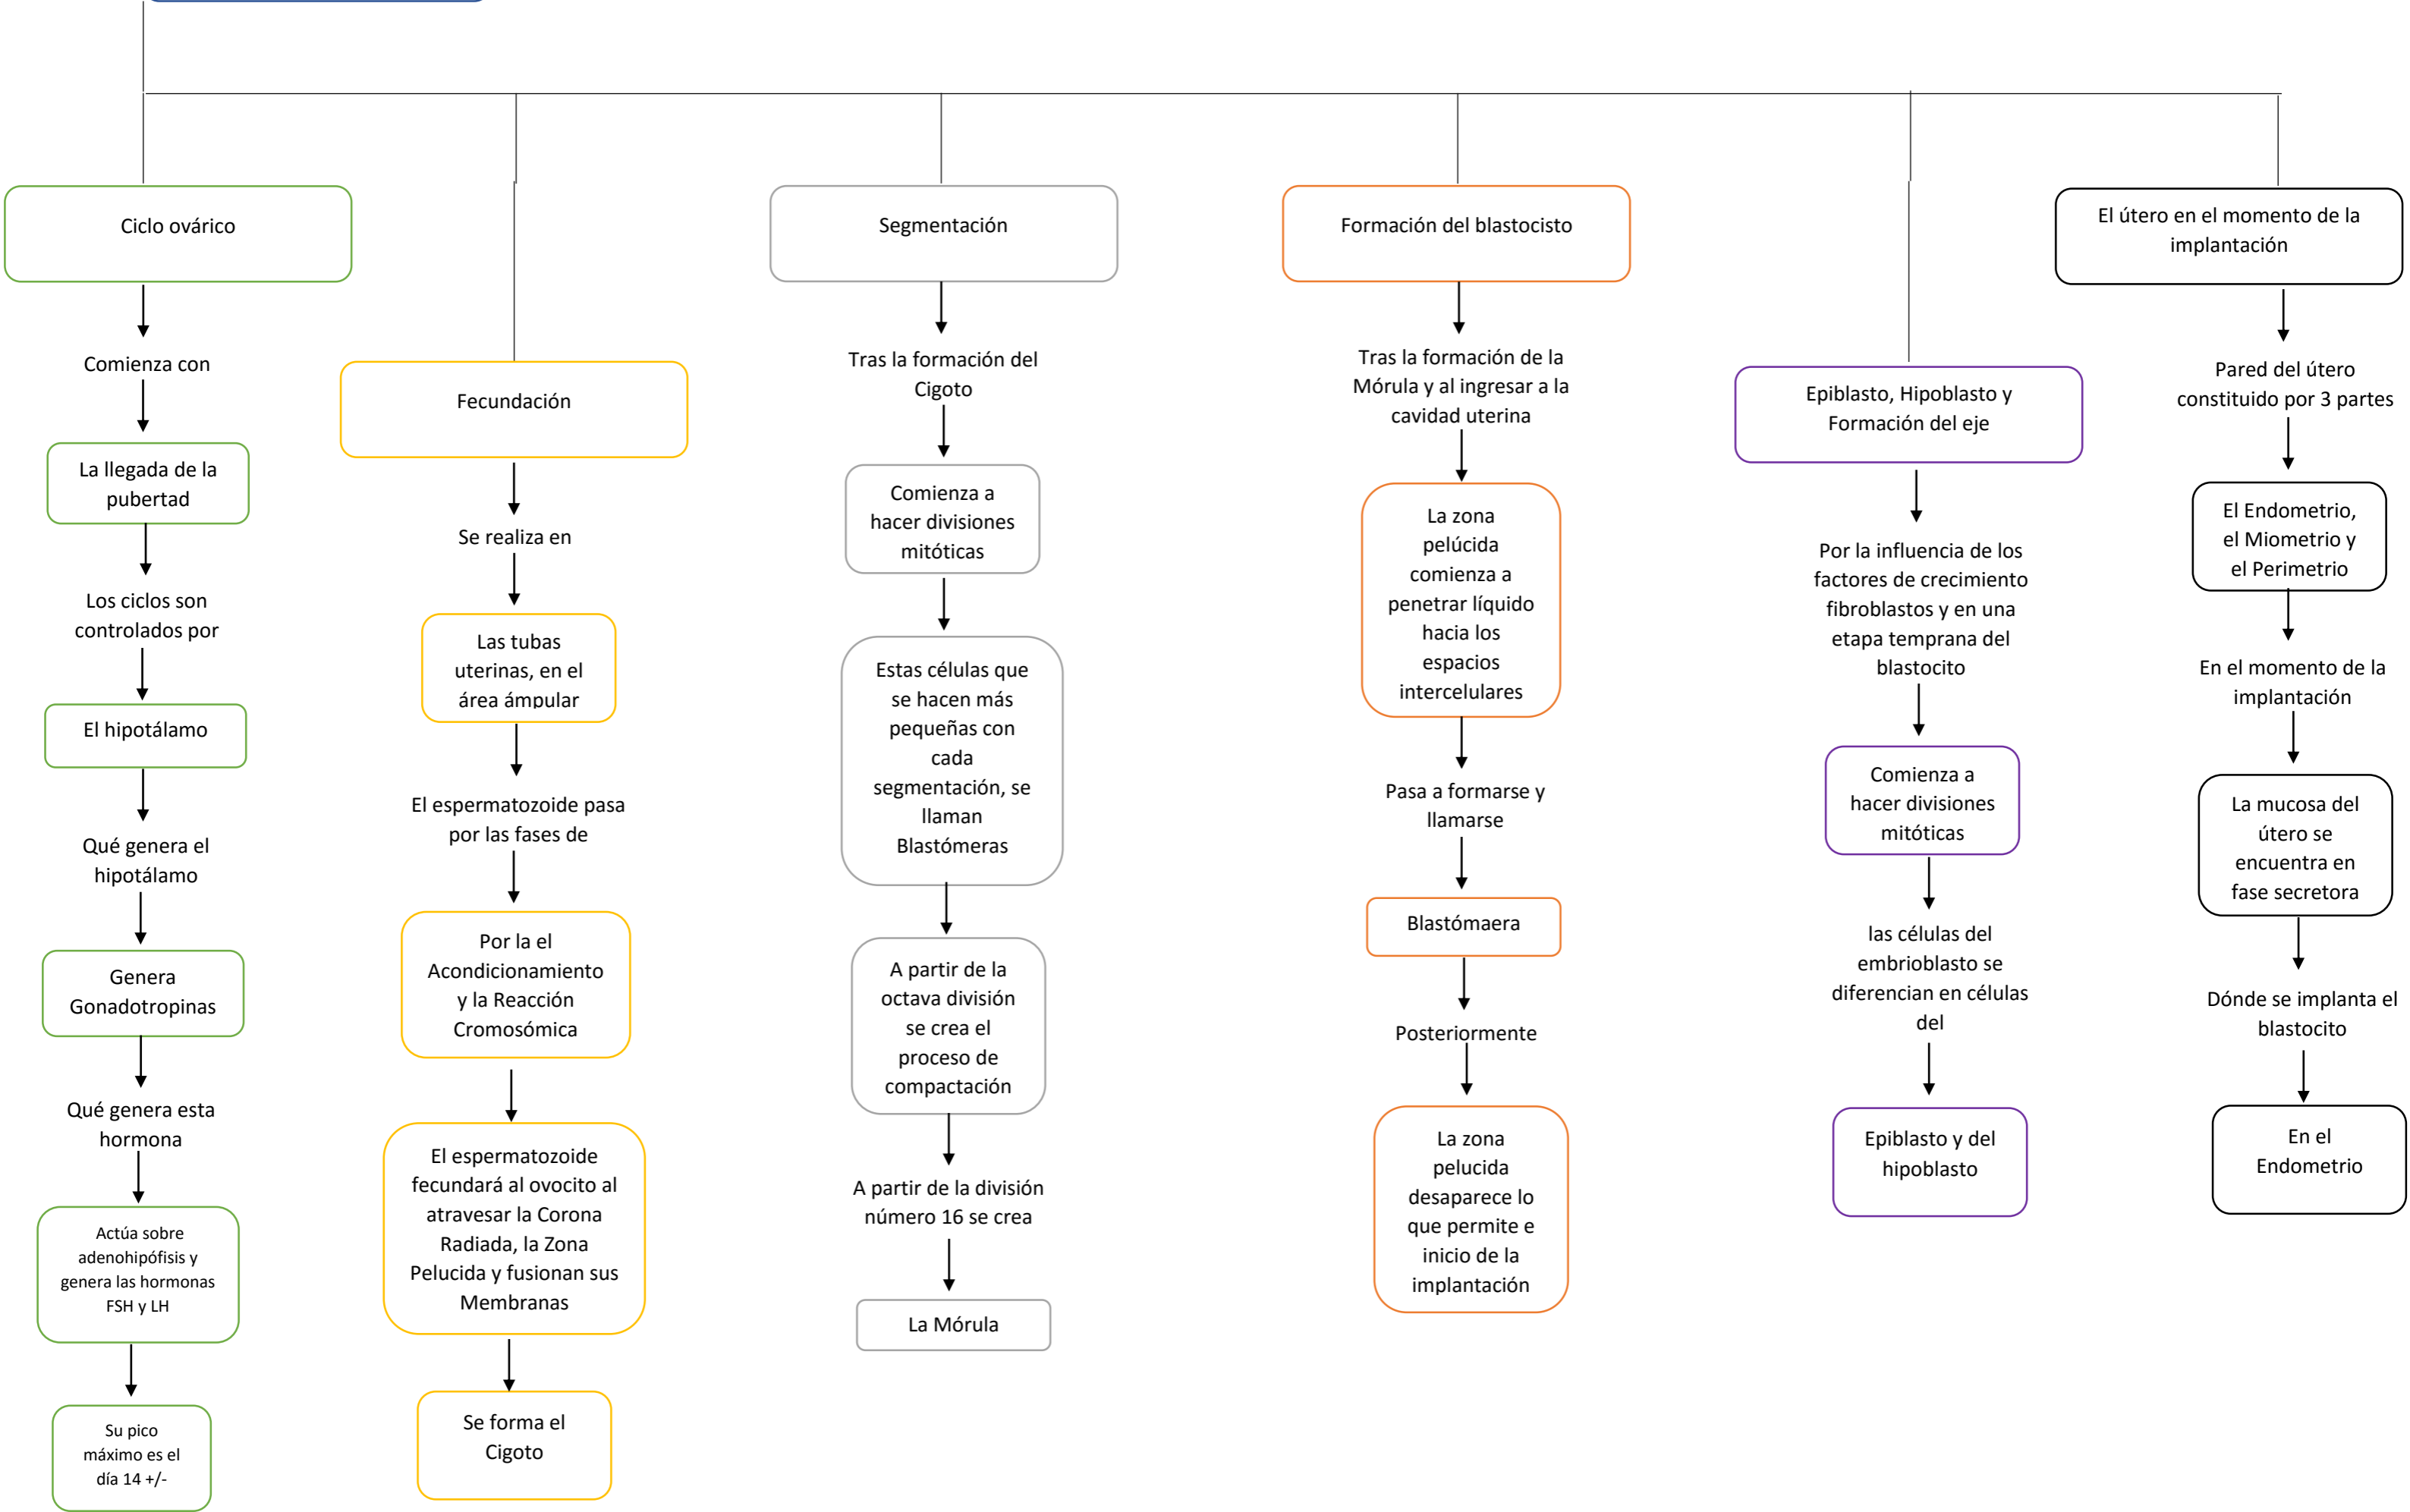 Ciclo ovárico
Comienza con
La llegada de la
pubertad
Los ciclos son
controlados por
El hipotálamo
Qué genera el
hipotálamo
Genera
Gonadotropinas
Qué genera esta
hormona
Actúa sobre
adenohipófisis y
genera las hormonas
FSH y LH
Su pico
máximo es el
día 14 +/-
Fecundación
Se realiza en
Las tubas
uterinas, en el
área ámpular
El espermatozoide pasa
por las fases de
Por la el
Acondicionamiento
y la Reacción
Cromosómica
El espermatozoide
fecundará al ovocito al
atravesar la Corona
Radiada, la Zona
Pelucida y fusionan sus
Membranas
Se forma el
Cigoto
Segmentación
Tras la formación del
Cigoto
Comienza a
hacer divisiones
mitóticas
Estas células que
se hacen más
pequeñas con
cada
segmentación, se
llaman
Blastómeras
A partir de la
octava división
se crea el
proceso de
compactación
A partir de la división
número 16 se crea
La Mórula
Formación del blastocisto
Tras la formación de la
Mórula y al ingresar a la
cavidad uterina
La zona
pelúcida
comienza a
penetrar líquido
hacia los
espacios
intercelulares
Pasa a formarse y
llamarse
Blastómaera
Posteriormente
La zona
pelucida
desaparece lo
que permite e
inicio de la
implantación
Epiblasto, Hipoblasto y
Formación del eje
Por la influencia de los
factores de crecimiento
fibroblastos y en una
etapa temprana del
blastocito
Comienza a
hacer divisiones
mitóticas
las células del
embrioblasto se
diferencian en células
del
Epiblasto y del
hipoblasto
El útero en el momento de la
implantación
Pared del útero
constituido por 3 partes
El Endometrio,
el Miometrio y
el Perimetrio
En el momento de la
implantación
La mucosa del
útero se
encuentra en
fase secretora
Dónde se implanta el
blastocito
En el
Endometrio